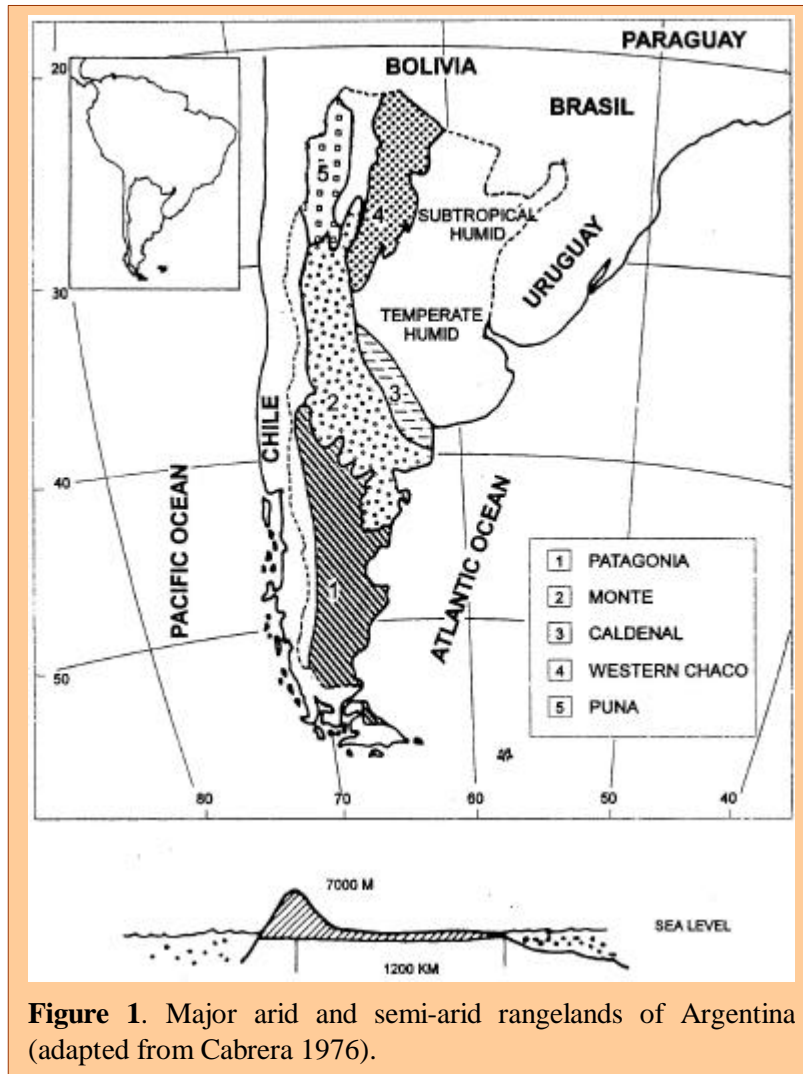 PARAGUAY
BOLIVIA
BRASIL
20
5
4
SUBTROPICAL
HUMID
URUGUAY
30
TEMPERATE
HUMID
3
2
CHILE
40
PACIFIC OCEAN
ATLANTIC OCEAN
1
50
1 PATAGONIA
2 MONTE
3 CALDENAL
4 WESTERN CHACO
5 PUNA
80 70 60 50 40
7000 M
SEA LEVEL
1200 KM
Figure 1. Major arid and semi-arid rangelands of Argentina
(adapted from Cabrera 1976).